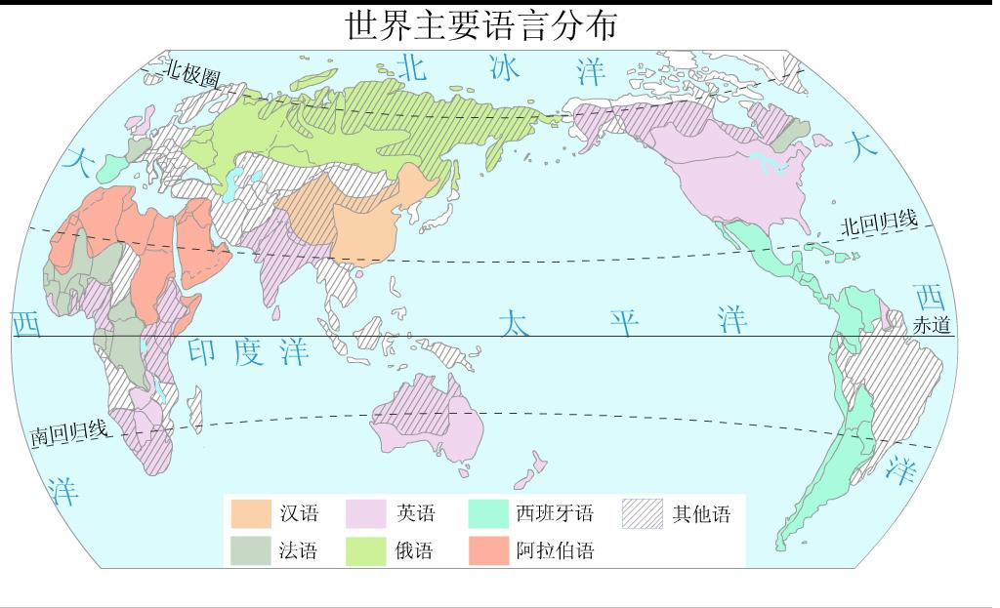 世界主要语言分布
北冰洋
北极圈
大
大
北回归线
西
西
太平洋
赤道
印度洋
南回归线
洋
洋
汉语
英语
西班牙语
其他语
法语
俄语
阿拉伯语